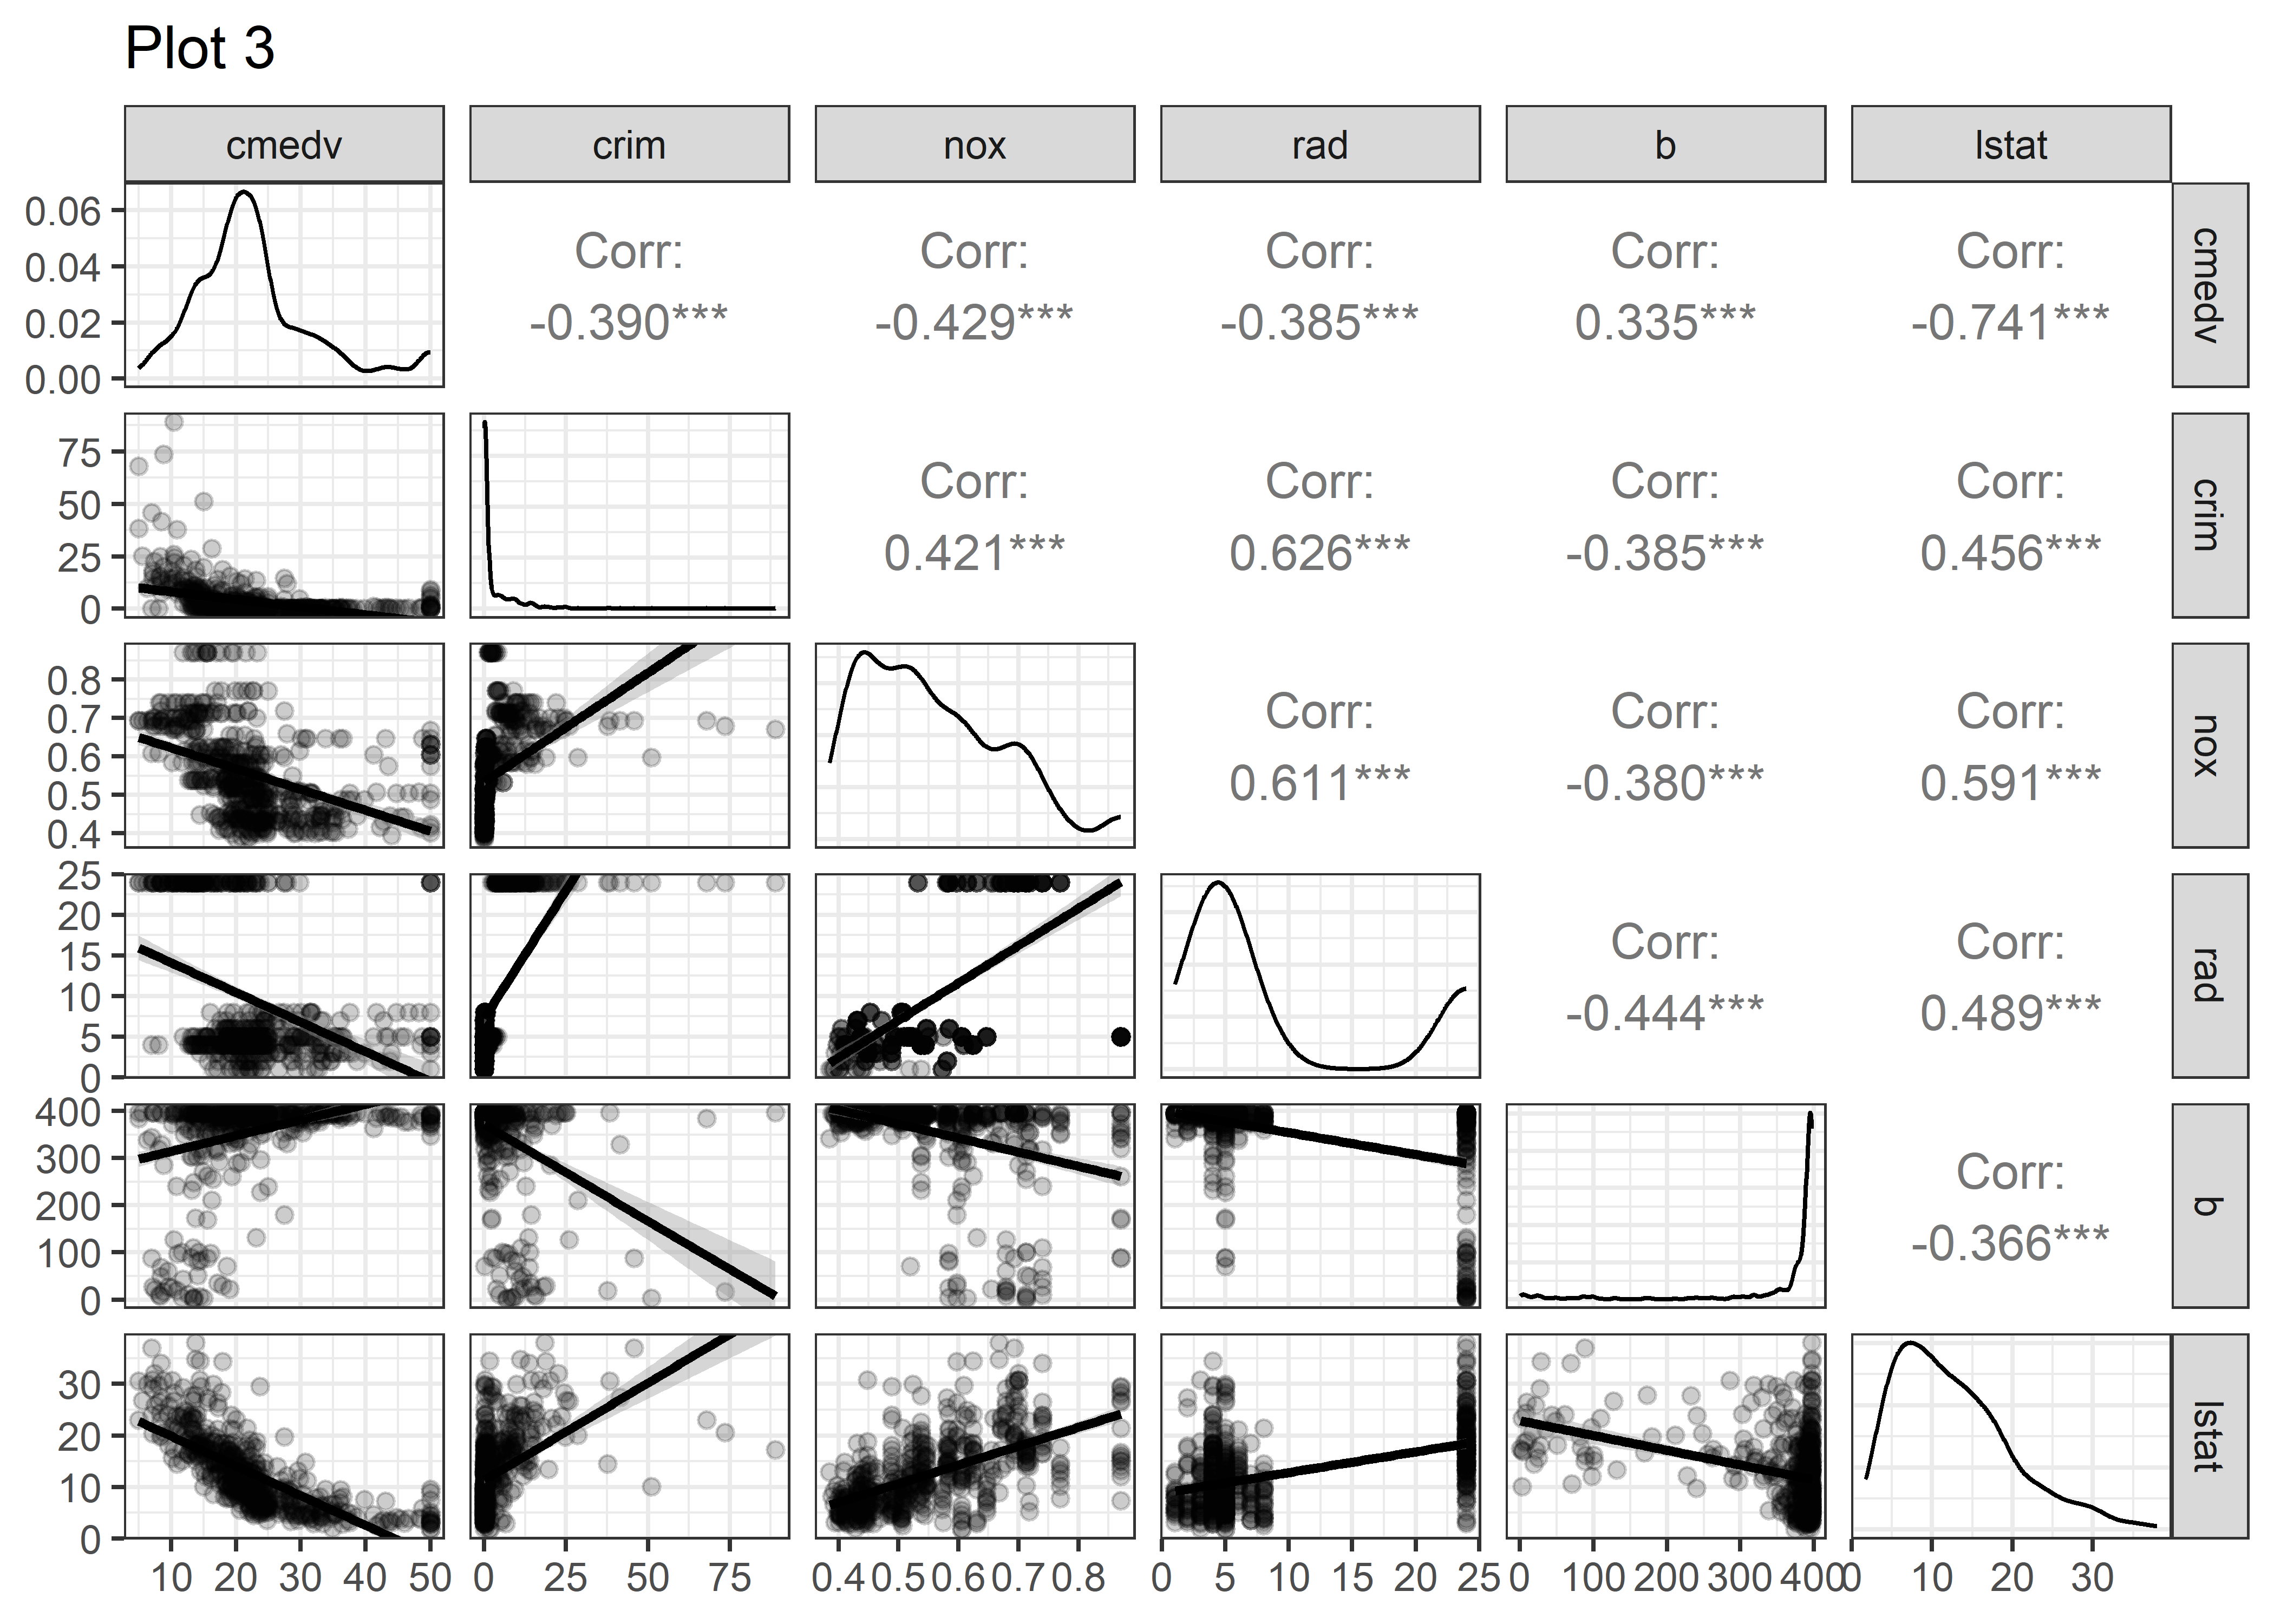 Plot 3
cmedv crim nox rad b lstat
0.06
0.04
0.02
0.00
Corr: Corr: Corr: Corr: Corr:
-0.390*** -0.429*** -0.385*** 0.335*** -0.741***
cmedv
75
50
25
0
Corr: Corr: Corr: Corr:
0.421*** 0.626*** -0.385*** 0.456***
crim
0.8
0.7
0.6
0.5
0.4
Corr: Corr: Corr:
0.611*** -0.380*** 0.591***
nox
25
20
15
10
5
0
Corr: Corr:
-0.444*** 0.489***
rad
400
300
200
100
0
Corr:
-0.366***
b
30
20
10
0
lstat
10 20 30 40 50 0 25 50 75 0.4 0.5 0.6 0.7 0.8 0 5 10 15 20 25 0 100 200 300 400 0 10 20 30